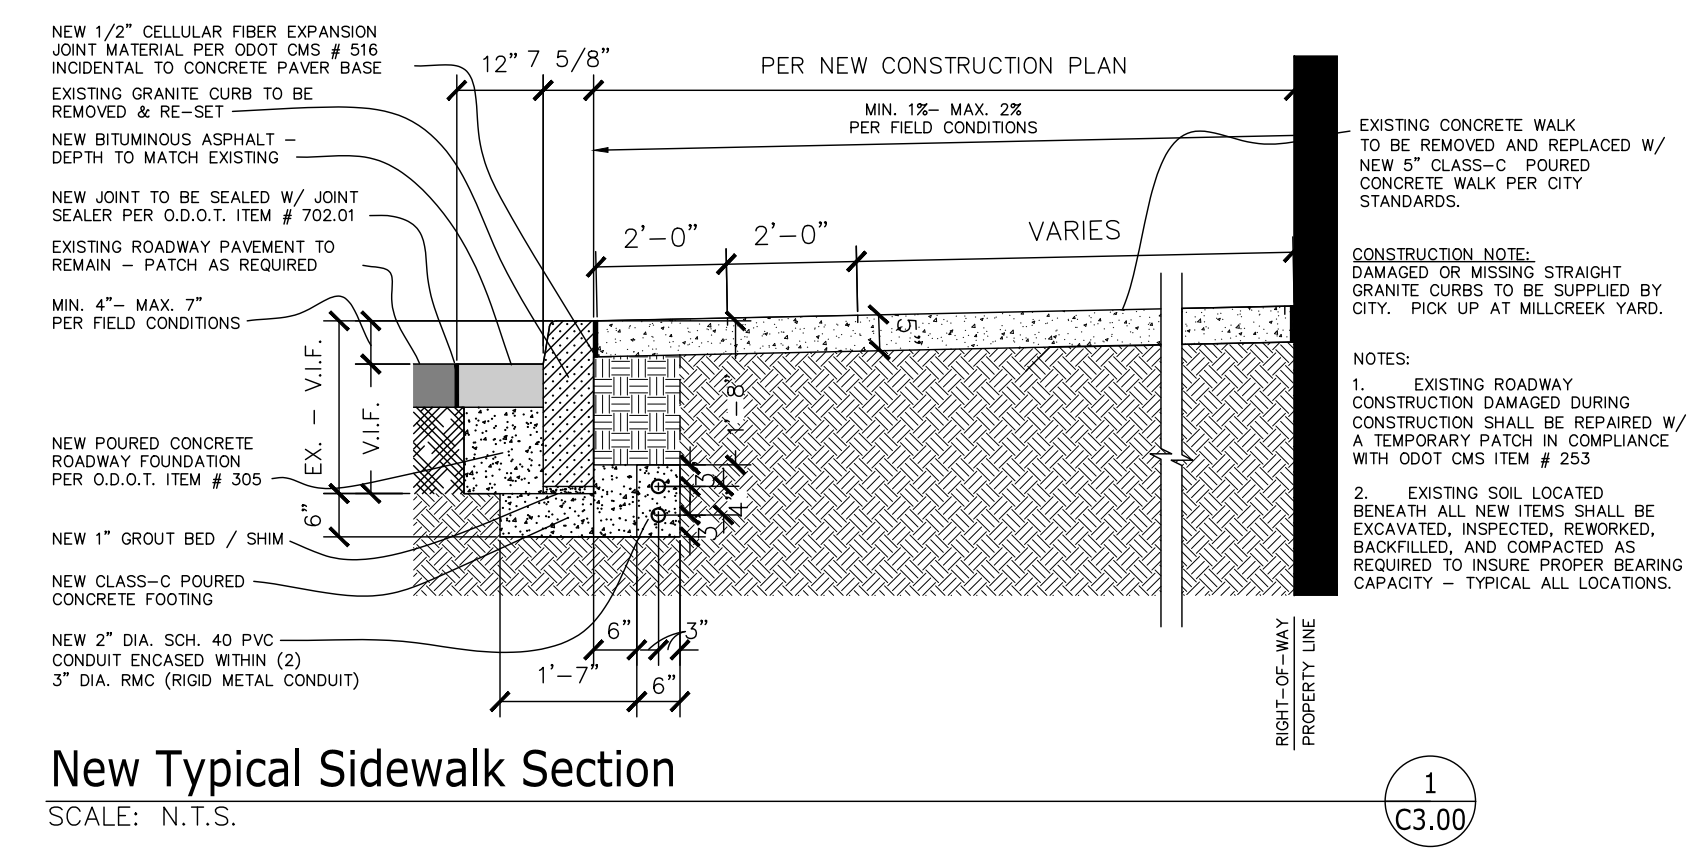 NEW 1/2" CELLULAR FIBER EXPANSION
JOINT MATERIAL PER ODOT CMS # 516
INCIDENTAL TO CONCRETE PAVER BASE
EXISTING GRANITE CURB TO BE
REMOVED & RE-SET
NEW BITUMINOUS ASPHALT -
DEPTH TO MATCH EXISTING
NEW JOINT TO BE SEALED W/ JOINT
SEALER PER O.D.O.T. ITEM # 702.01
EXISTING ROADWAY PAVEMENT TO
REMAIN - PATCH AS REQUIRED
MIN. 4"- MAX. 7"
PER FIELD CONDITIONS
NEW POURED CONCRETE
ROADWAY FOUNDATION
PER O.D.O.T. ITEM # 305
NEW 1" GROUT BED / SHIM
NEW CLASS-C POURED
CONCRETE FOOTING
NEW 2" DIA. SCH. 40 PVC
CONDUIT ENCASED WITHIN (2)
3" DIA. RMC (RIGID METAL CONDUIT)
12"
7 5/8"
PER NEW CONSTRUCTION PLAN
MIN. 1%- MAX. 2%
PER FIELD CONDITIONS
2'-0"
2'-0"
VARIES
5"
EX. - V.I.F.
V.I.F.
6"
1'-8"
3"
4"
3"
6"
3"
1'-7"
6"
RIGHT-OF-WAY
PROPERTY LINE
EXISTING CONCRETE WALK
TO BE REMOVED AND REPLACED W/
NEW 5" CLASS-C POURED
CONCRETE WALK PER CITY
STANDARDS.
CONSTRUCTION NOTE:
DAMAGED OR MISSING STRAIGHT
GRANITE CURBS TO BE SUPPLIED BY
CITY. PICK UP AT MILLCREEK YARD.
NOTES:
1. EXISTING ROADWAY
CONSTRUCTION DAMAGED DURING
CONSTRUCTION SHALL BE REPAIRED W/
A TEMPORARY PATCH IN COMPLIANCE
WITH ODOT CMS ITEM # 253
2. EXISTING SOIL LOCATED
BENEATH ALL NEW ITEMS SHALL BE
EXCAVATED, INSPECTED, REWORKED,
BACKFILLED, AND COMPACTED AS
REQUIRED TO INSURE PROPER BEARING
CAPACITY - TYPICAL ALL LOCATIONS.
New Typical Sidewalk Section
SCALE: N.T.S.
1
C3.00